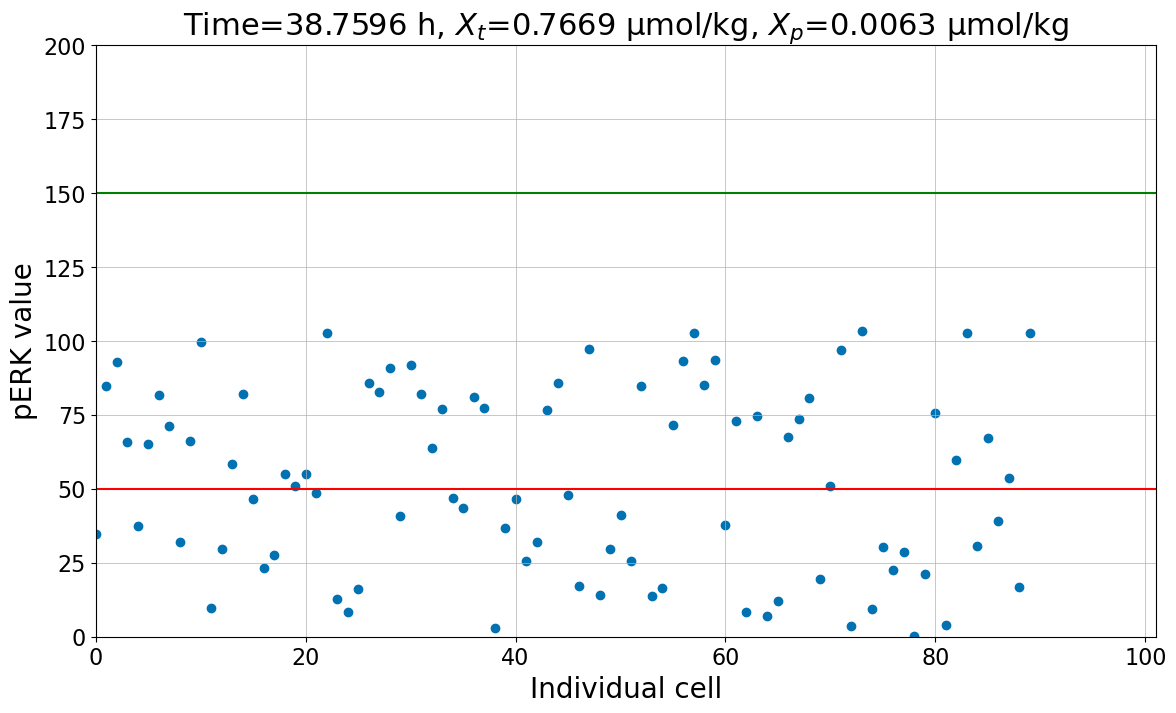 Time=38.7596 h, Xₜ=0.7669 μmol/kg, Xₚ=0.0063 μmol/kg
200
175
150
125
100
75
50
25
0
pERK value
0 20 40 60 80 100
Individual cell